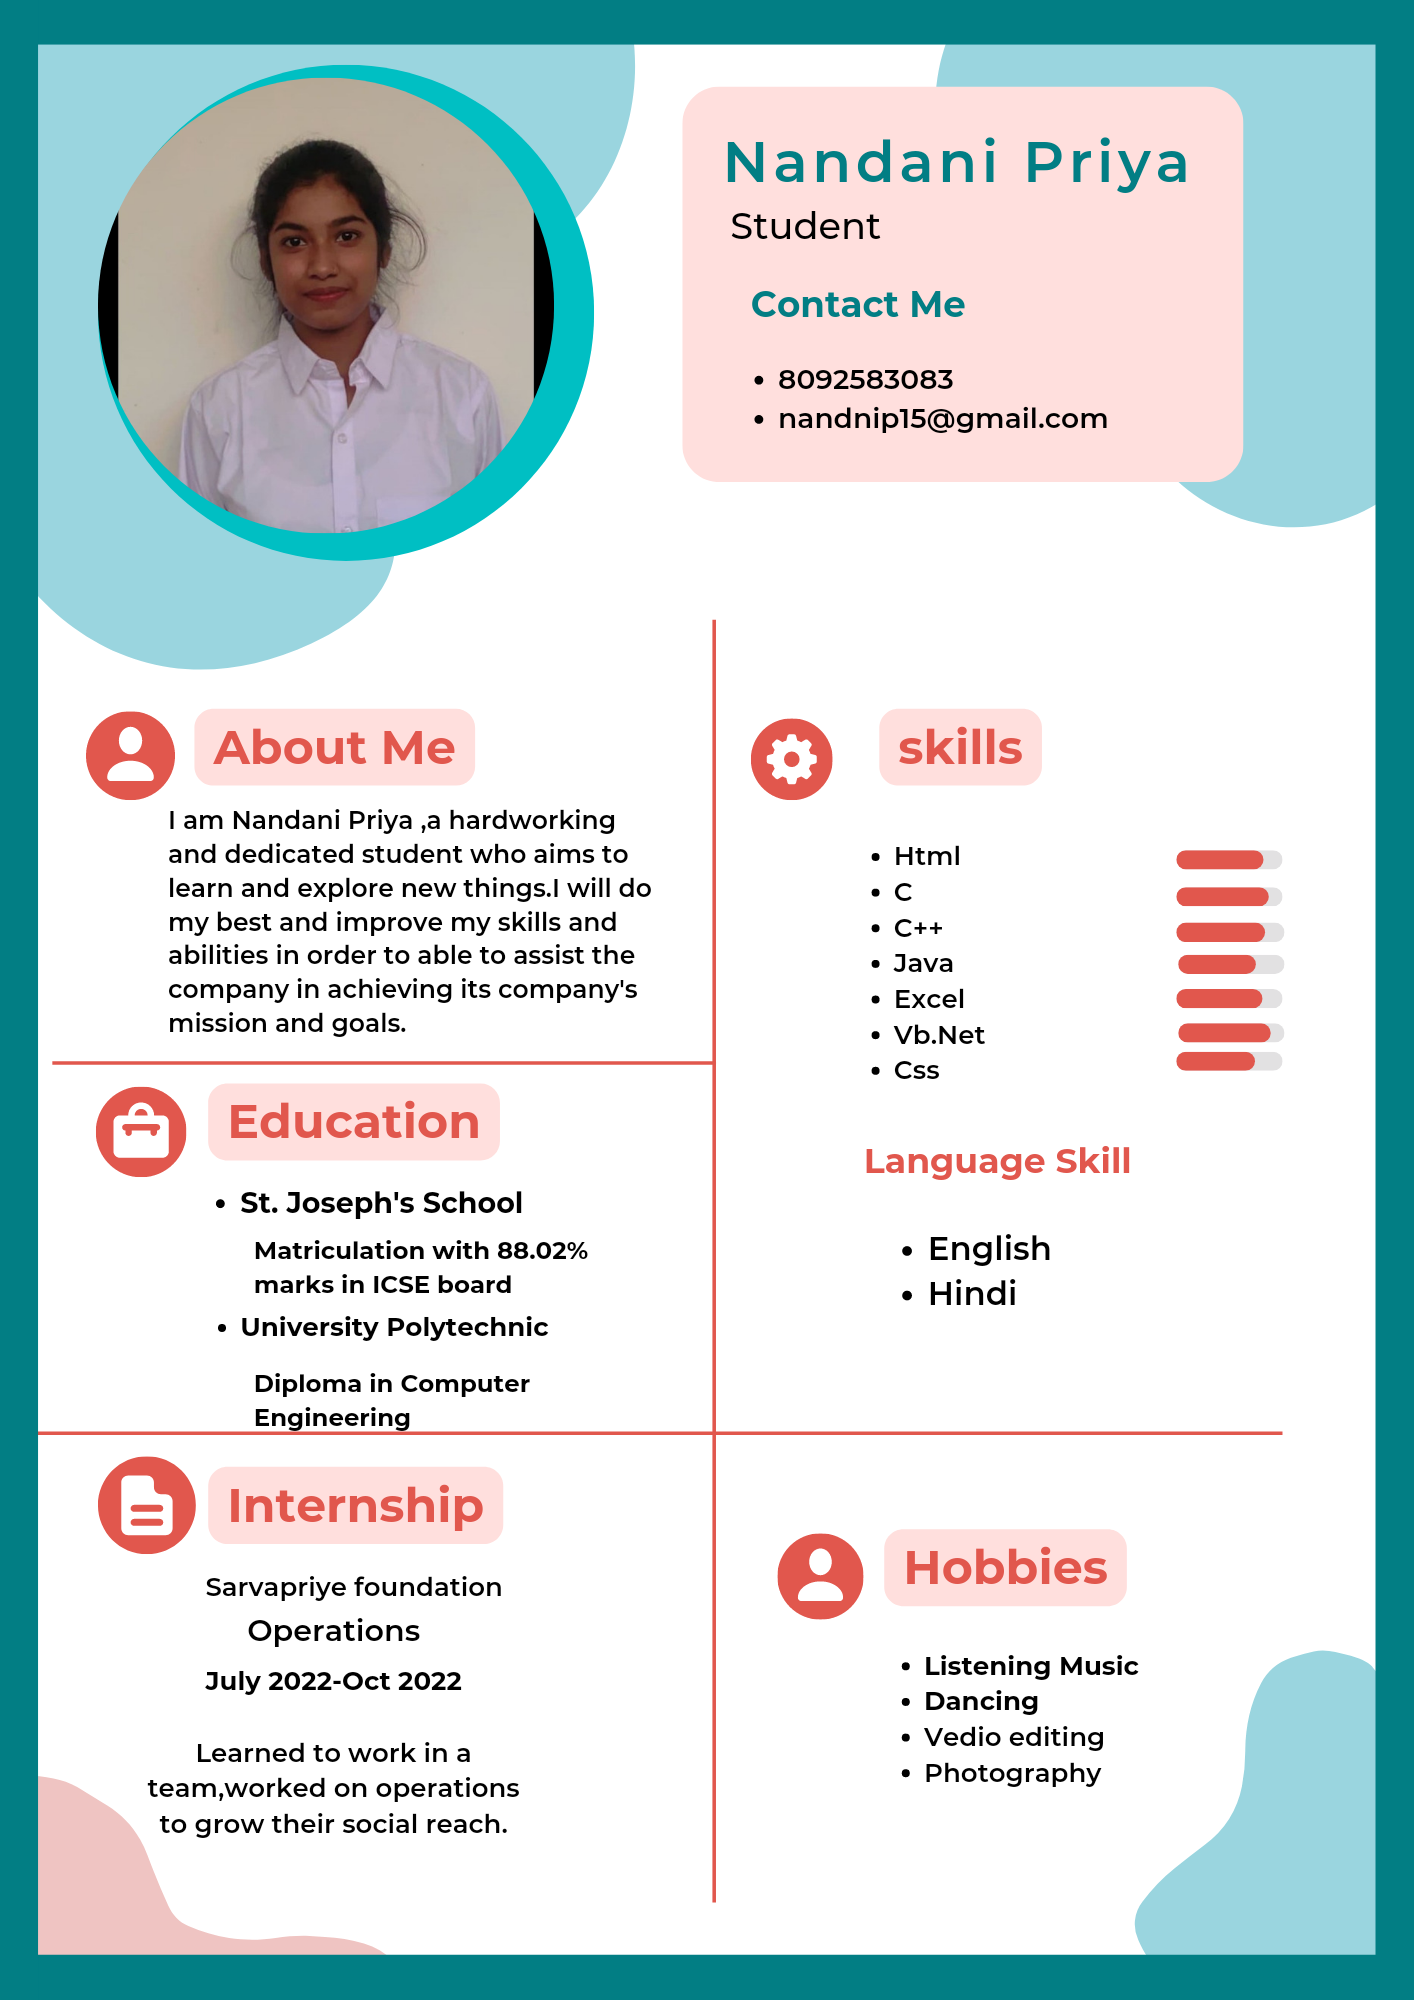 Nandani Priya
Student
Contact Me
8092583083
nandnip15@gmail.com
About Me
I am Nandani Priya ,a hardworking
and dedicated student who aims to
learn and explore new things.I will do
my best and improve my skills and
abilities in order to able to assist the
company in achieving its company's
mission and goals.
Education
St. Joseph's School
Matriculation with 88.02%
marks in ICSE board
University Polytechnic
Diploma in Computer
Engineering
Internship
Sarvapriye foundation
Operations
July 2022-Oct 2022
Learned to work in a
team,worked on operations
to grow their social reach.
skills
Html
C
C++
Java
Excel
Vb.Net
Css
Language Skill
English
Hindi
Hobbies
Listening Music
Dancing
Vedio editing
Photography